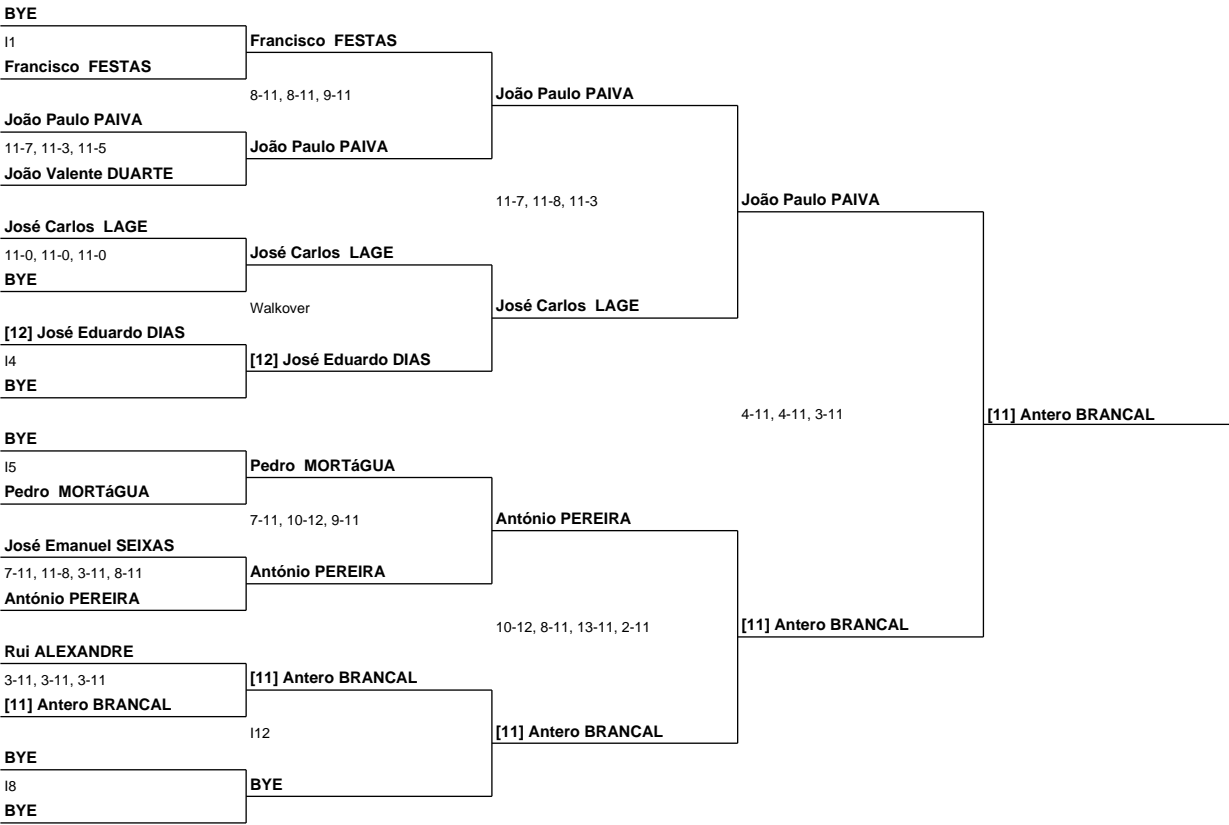 BYE
I1
Francisco  FESTAS
Francisco  FESTAS
8-11, 8-11, 9-11
João Paulo PAIVA
João Paulo PAIVA
11-7, 11-3, 11-5
João Paulo PAIVA
João Valente DUARTE
11-7, 11-8, 11-3
João Paulo PAIVA
José Carlos  LAGE
11-0, 11-0, 11-0
José Carlos  LAGE
BYE
Walkover
José Carlos  LAGE
[12] José Eduardo DIAS
I4
[12] José Eduardo DIAS
BYE
4-11, 4-11, 3-11
[11] Antero BRANCAL
BYE
I5
Pedro  MORTáGUA
Pedro  MORTáGUA
7-11, 10-12, 9-11
António PEREIRA
José Emanuel SEIXAS
7-11, 11-8, 3-11, 8-11
António PEREIRA
António PEREIRA
10-12, 8-11, 13-11, 2-11
[11] Antero BRANCAL
Rui ALEXANDRE
3-11, 3-11, 3-11
[11] Antero BRANCAL
[11] Antero BRANCAL
I12
[11] Antero BRANCAL
BYE
I8
BYE
BYE